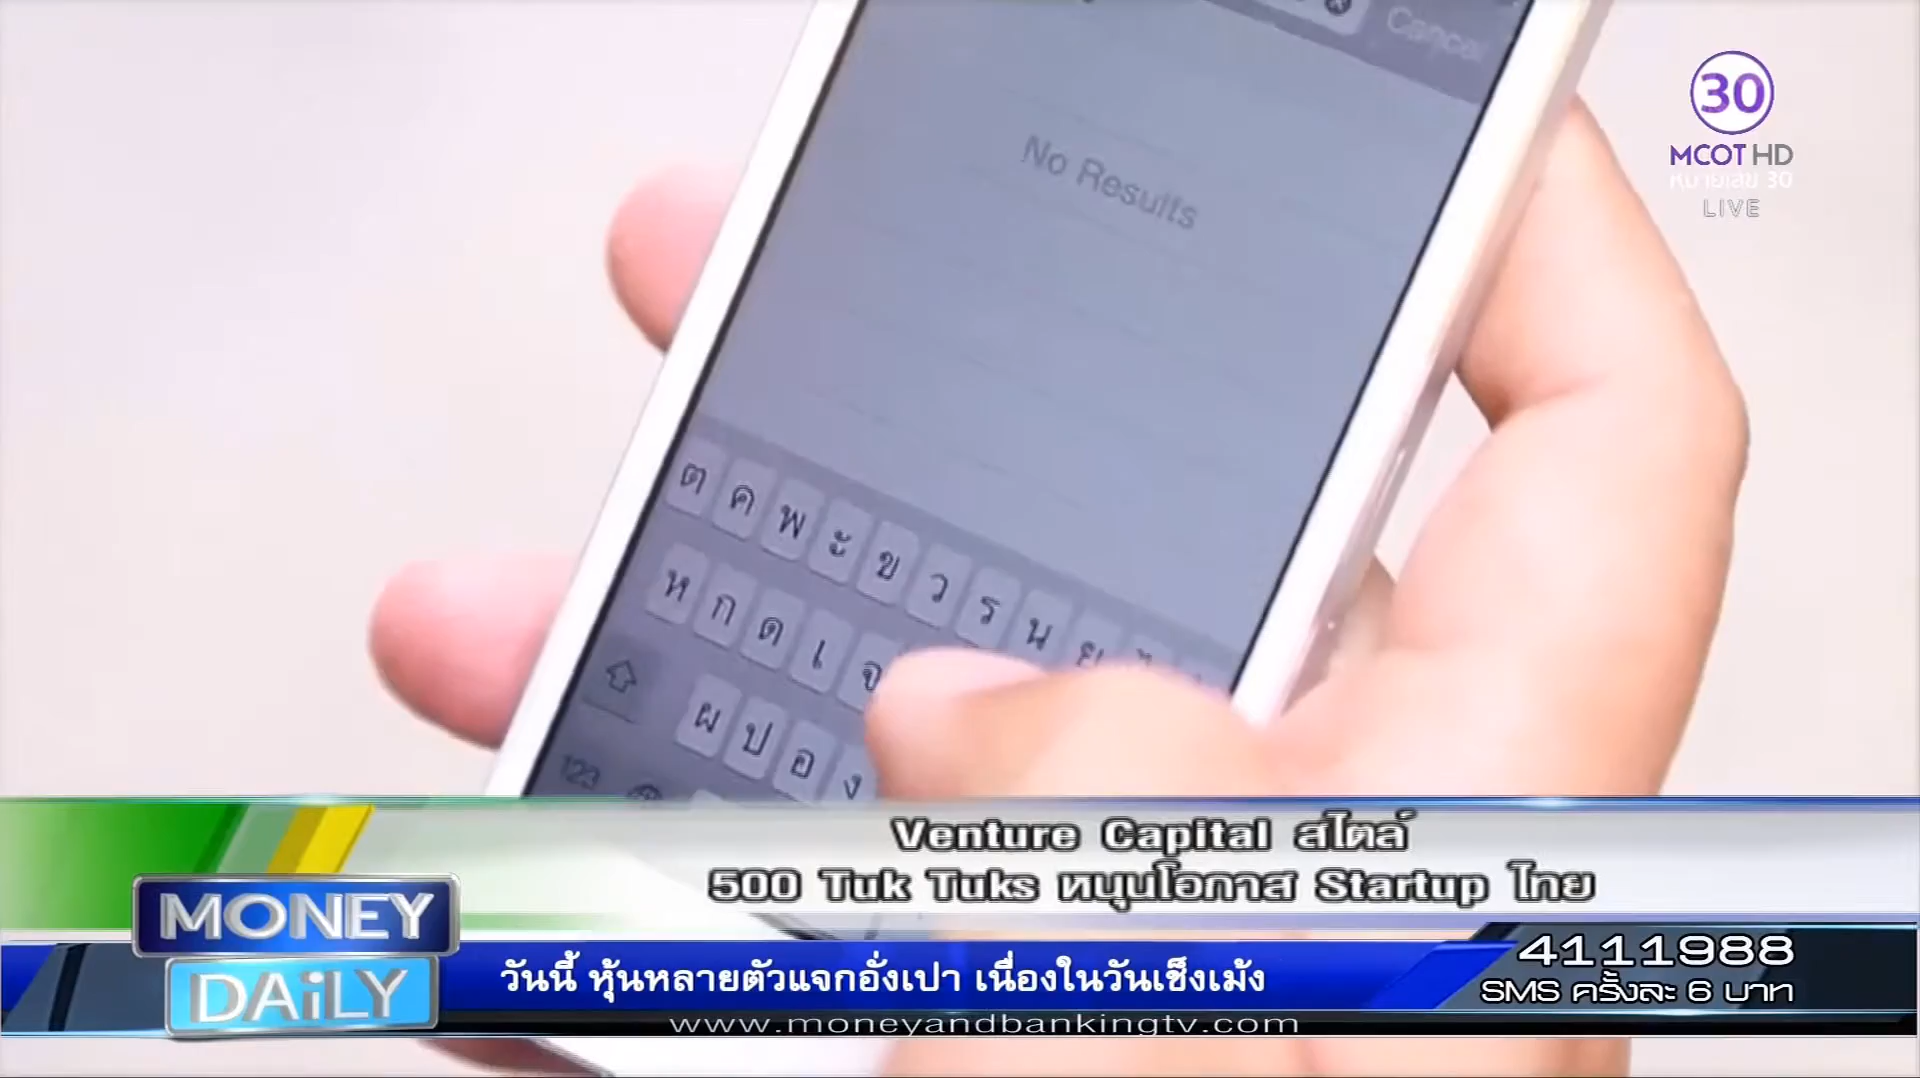 Cancel
30
MCOT HD
หมายเลข 30
LIVE
No Results
ต ค พ ะ ข ว ร น ย
ห ก ด เ จ
ผ ป อ ง
123
Venture Capital สไตล์
500 Tuk Tuks หนุนโอกาส Startup ไทย
MONEY
DAiLY
วันนี้ หุ้นหลายตัวแจกอั่งเปา เนื่องในวันเช็งเม้ง
4111988
SMS ครั้งละ 6 บาท
www.moneyandbankingtv.com